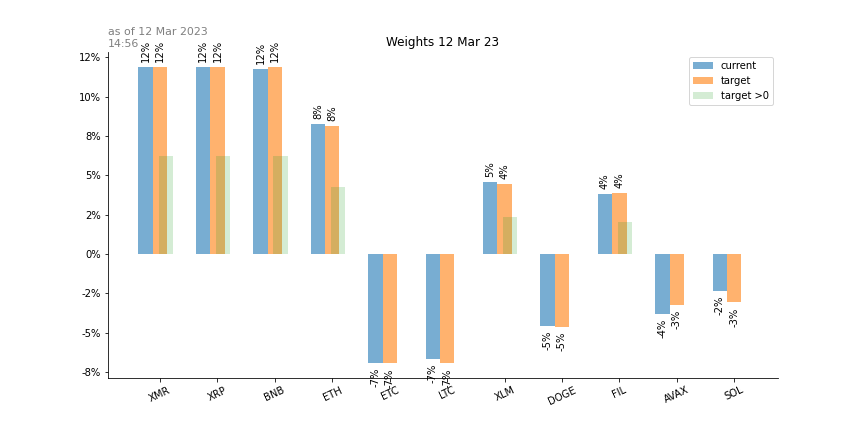 as of 12 Mar 2023
14:56
Weights 12 Mar 23
current
target
target >0
12%
10%
8%
5%
2%
0%
-2%
-5%
-8%
12%
12%
12%
12%
12%
12%
8%
8%
-7%
-7%
-7%
-7%
5%
4%
-5%
-5%
4%
4%
-4%
-3%
-2%
-3%
XMR
XRP
BNB
ETH
ETC
LTC
XLM
DOGE
FIL
AVAX
SOL